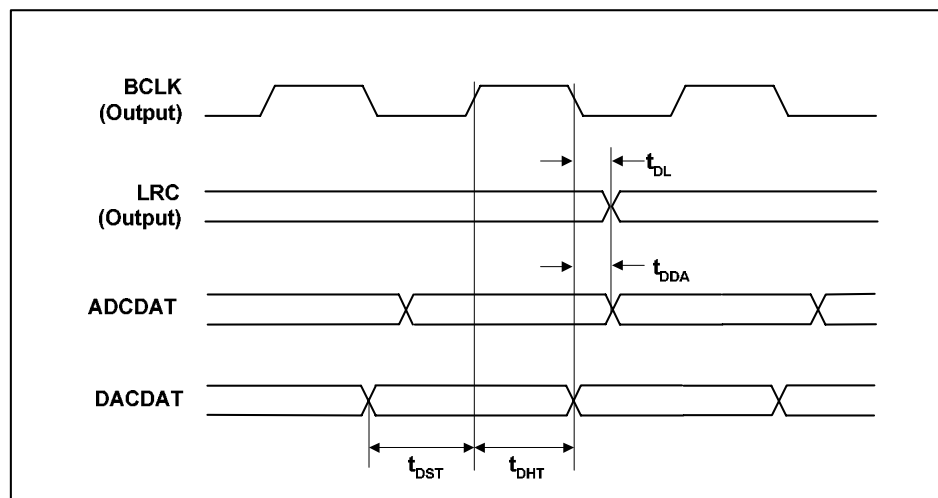 BCLK
(Output)
t_DL
LRC
(Output)
t_DDA
ADCDAT
DACDAT
t_DST
t_DHT